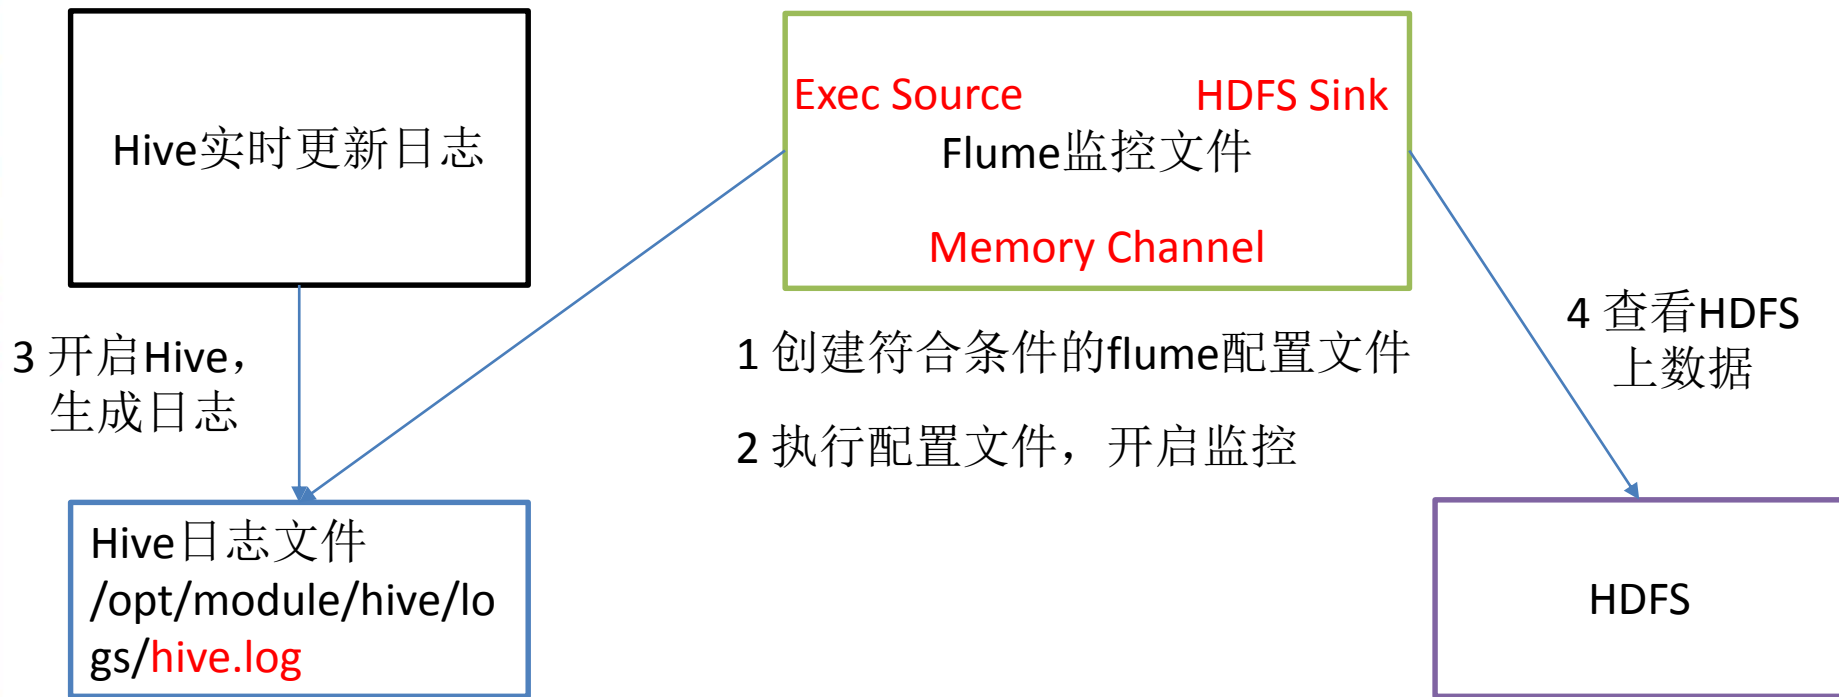 Hive实时更新日志
Exec Source
HDFS Sink
Flume监控文件
Memory Channel
3 开启Hive,
生成日志
1 创建符合条件的flume配置文件
2 执行配置文件，开启监控
4 查看HDFS
上数据
Hive日志文件
/opt/module/hive/lo
gs/hive.log
HDFS